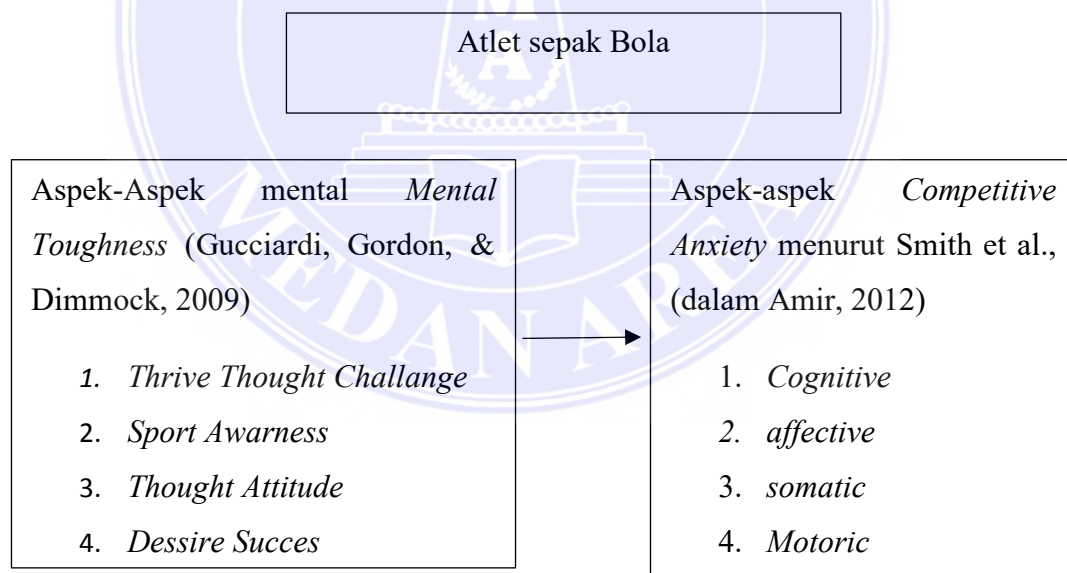 M
A
Atlet sepak Bola
Aspek-Aspek mental Mental
Toughness (Gucciardi, Gordon, &
Dimmock, 2009)
1. Thrive Thought Challange
2. Sport Awarness
3. Thought Attitude
4. Dessire Succes
Aspek-aspek Competitive
Anxiety menurut Smith et al.,
(dalam Amir, 2012)
1. Cognitive
2. affective
3. somatic
4. Motoric
MEDAN AREA